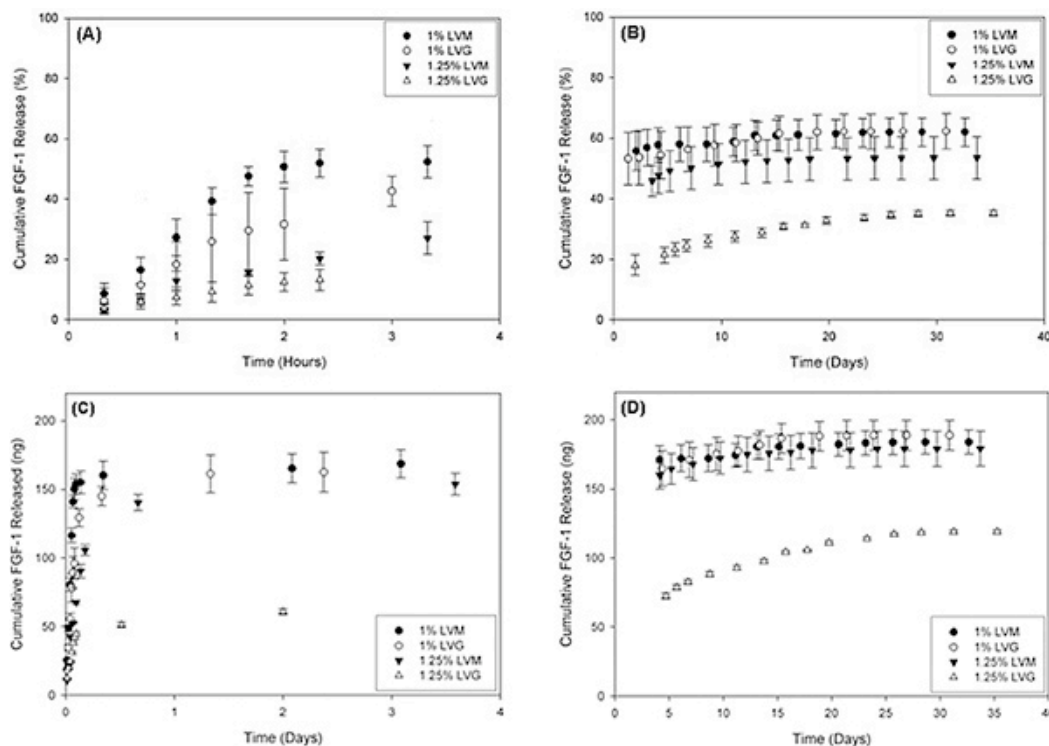 (A)
1% LVM
1% LVG
1.25% LVM
1.25% LVG
Cumulative FGF-1 Release (%)
100
80
60
40
20
0
0 1 2 3 4
Time (Hours)
(B)
1% LVM
1% LVG
1.25% LVM
1.25% LVG
Cumulative FGF-1 Release (%)
100
80
60
40
20
0
0 10 20 30 40
Time (Days)
(C)
1% LVM
1% LVG
1.25% LVM
1.25% LVG
Cumulative FGF-1 Released (ng)
200
150
100
50
0
0 1 2 3 4
Time (Days)
(D)
1% LVM
1% LVG
1.25% LVM
1.25% LVG
Cumulative FGF-1 Release (ng)
200
150
100
50
0
0 5 10 15 20 25 30 35 40
Time (Days)